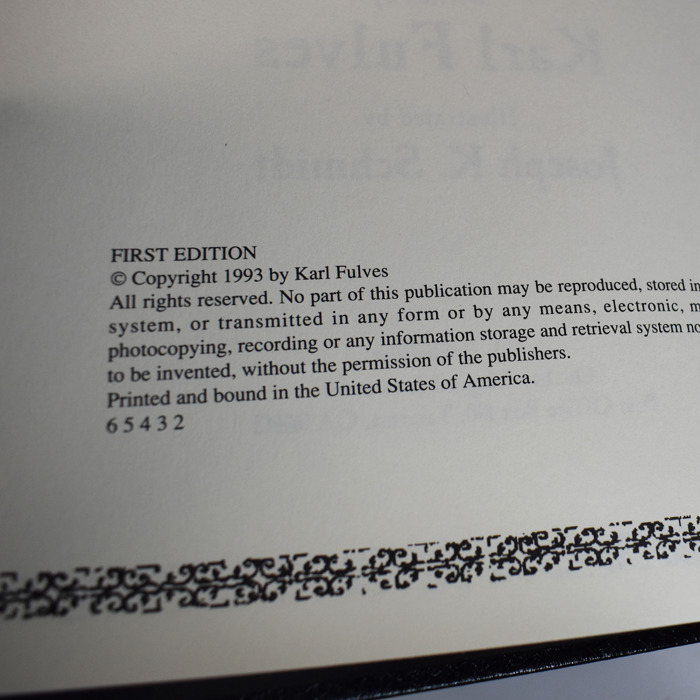 FIRST EDITION
© Copyright 1993 by Karl Fulves
All rights reserved. No part of this publication may be reproduced, stored in
system, or transmitted in any form or by any means, electronic, m
photocopying, recording or any information storage and retrieval system no
to be invented, without the permission of the publishers.
Printed and bound in the United States of America.
6 5 4 3 2